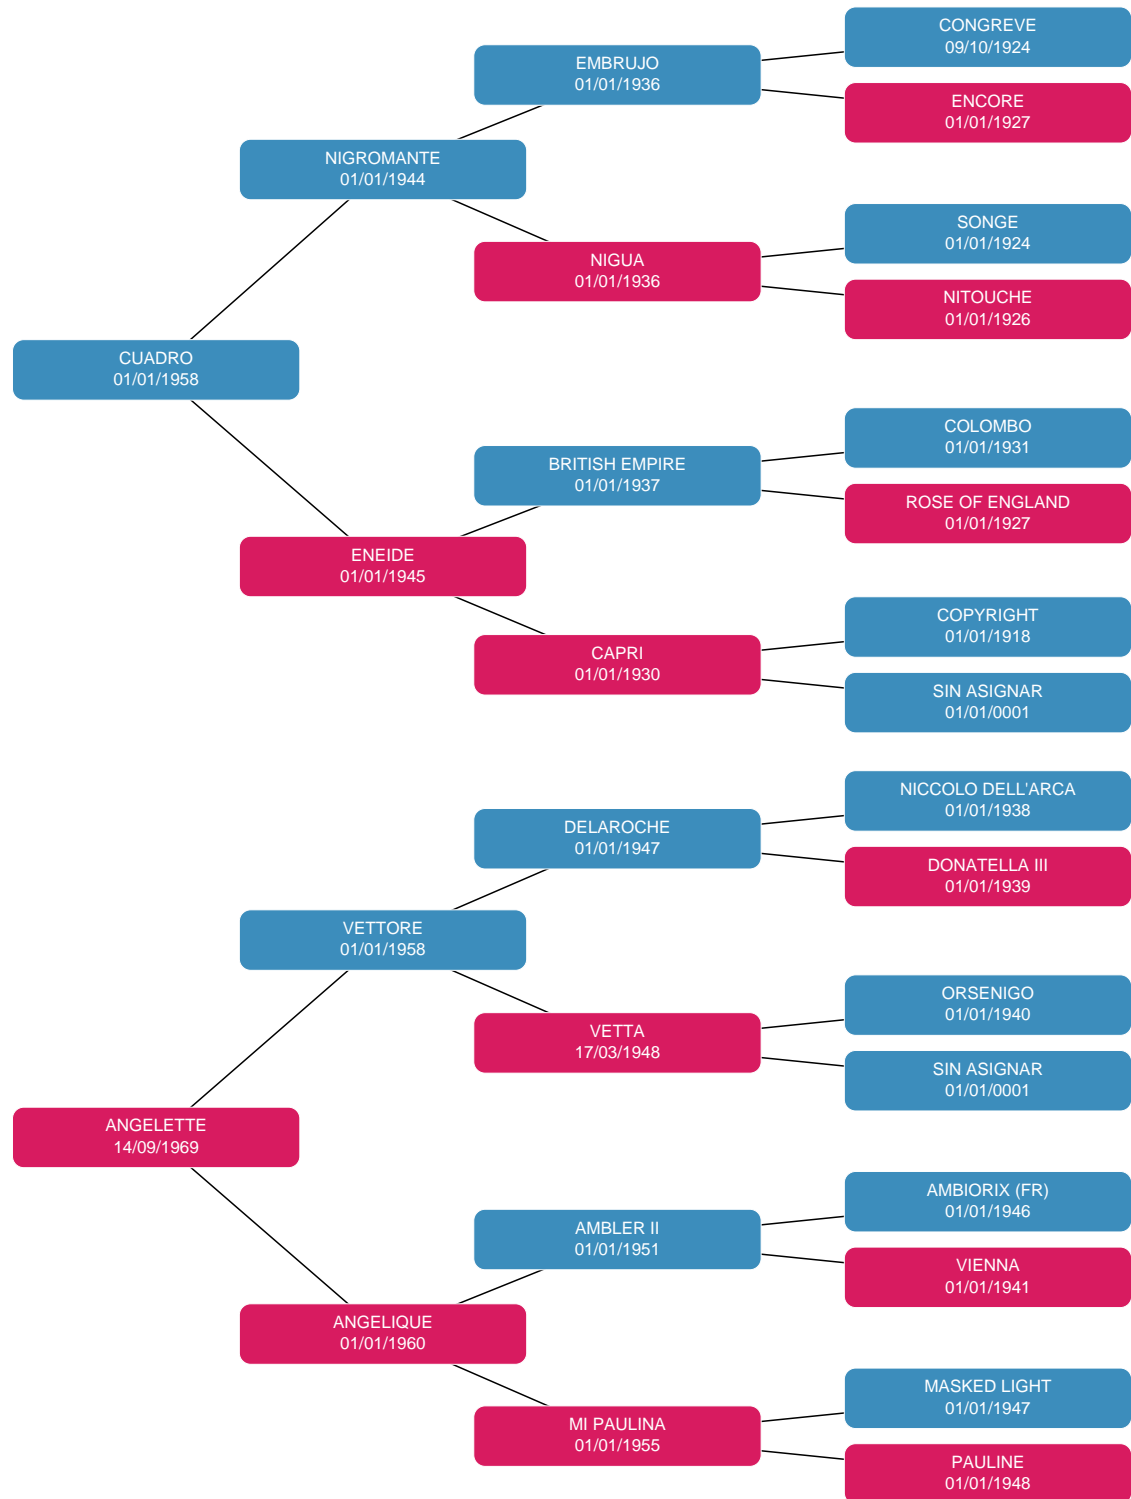 CONGREVE
09/10/1924
EMBRUJO
01/01/1936
ENCORE
01/01/1927
NIGROMANTE
01/01/1944
SONGE
01/01/1924
NIGUA
01/01/1936
NITOUCHE
01/01/1926
CUADRO
01/01/1958
COLOMBO
01/01/1931
BRITISH EMPIRE
01/01/1937
ROSE OF ENGLAND
01/01/1927
ENEIDE
01/01/1945
COPYRIGHT
01/01/1918
CAPRI
01/01/1930
SIN ASIGNAR
01/01/0001
NICCOLO DELL'ARCA
01/01/1938
DELAROCHE
01/01/1947
DONATELLA III
01/01/1939
VETTORE
01/01/1958
ORSENIGO
01/01/1940
VETTA
17/03/1948
SIN ASIGNAR
01/01/0001
ANGELETTE
14/09/1969
AMBIORIX (FR)
01/01/1946
AMBLER II
01/01/1951
VIENNA
01/01/1941
ANGELIQUE
01/01/1960
MASKED LIGHT
01/01/1947
MI PAULINA
01/01/1955
PAULINE
01/01/1948